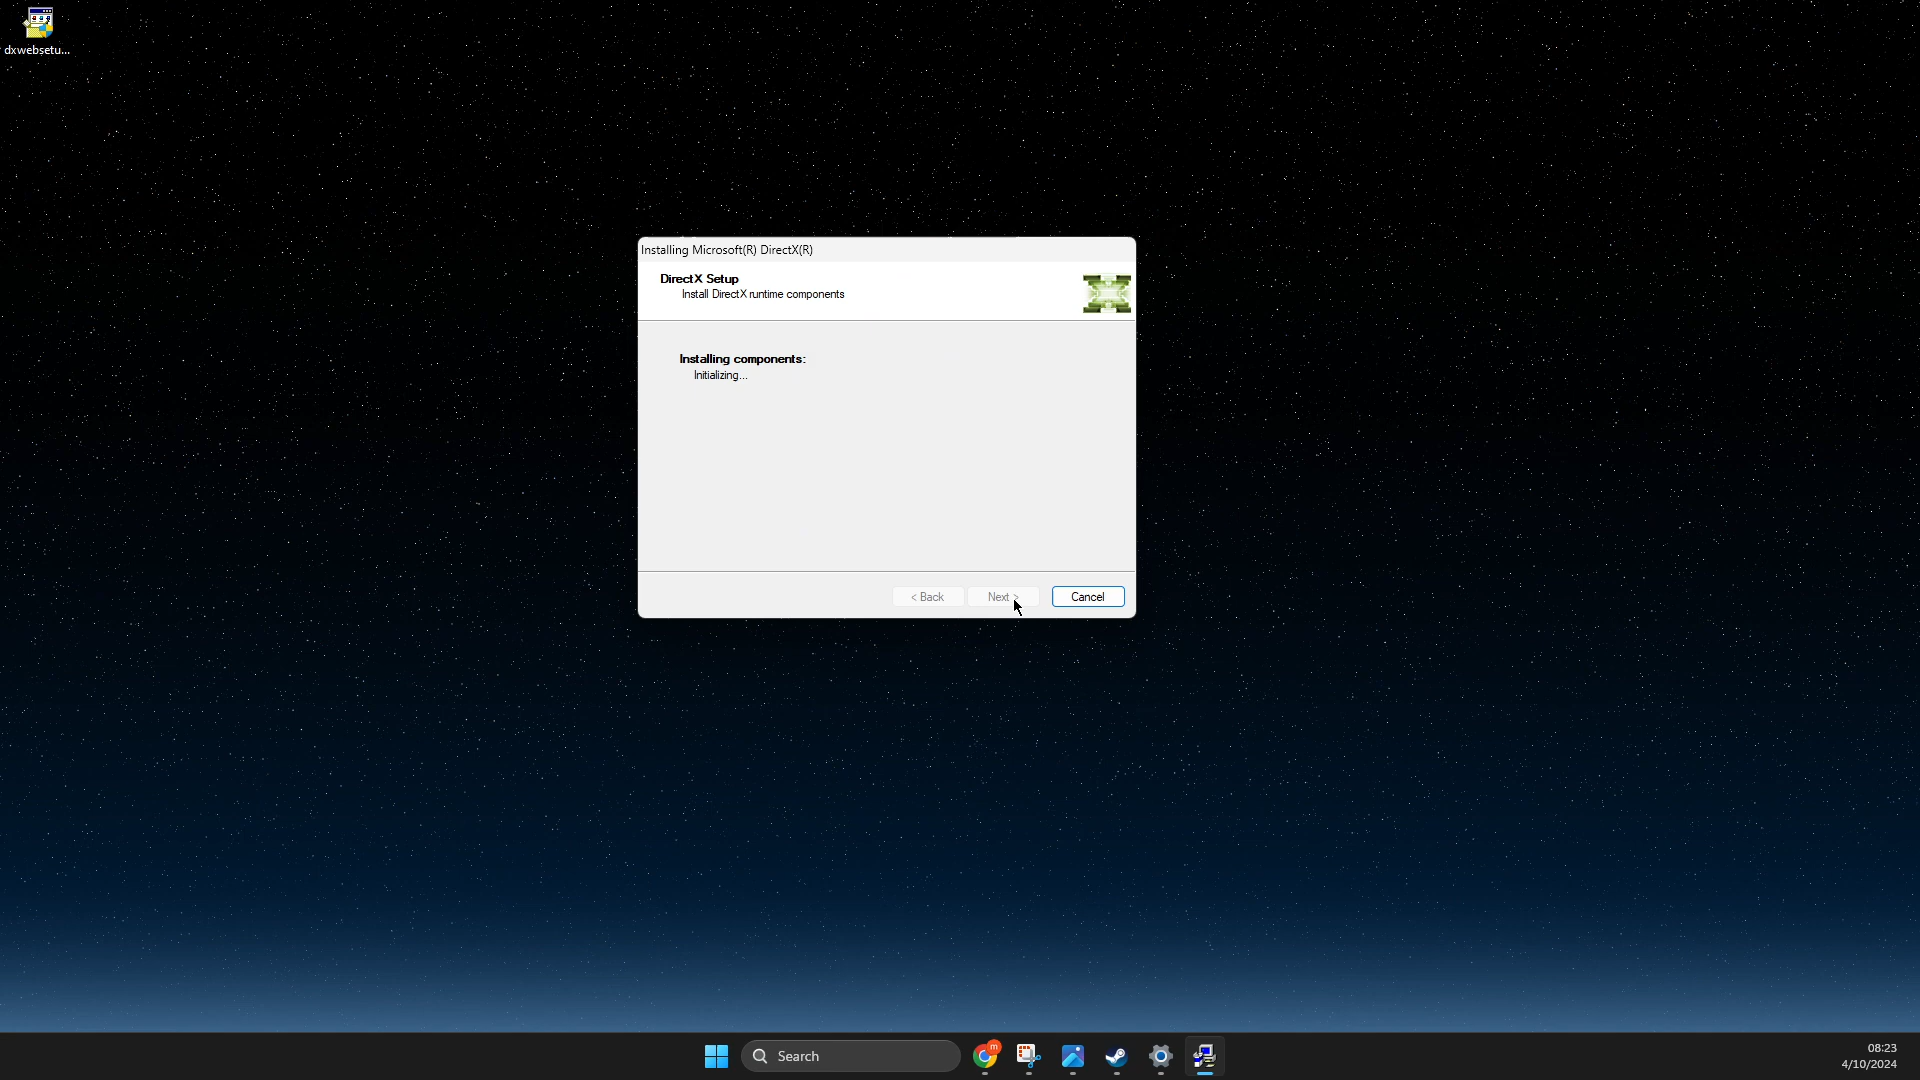 dxwebsetu...
Installing Microsoft(R) DirectX(R)
DirectX Setup
Install DirectX runtime components
Installing components:
Initializing...
< Back
Next >
Cancel
Search
m
08:23
4/10/2024